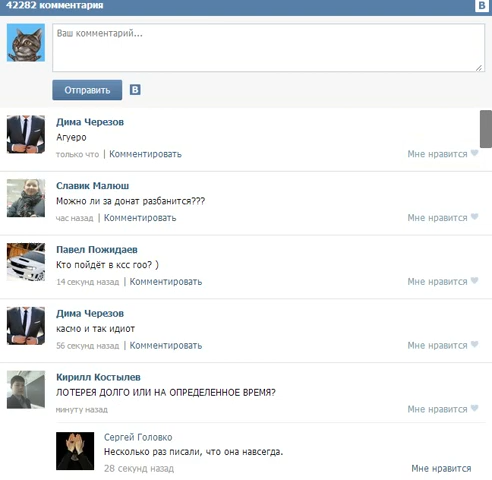 42282 комментария
B
Ваш комментарий...
Отправить B
Дима Черезов
Агуеро
только что | Комментировать Мне нравится
Славик Малюш
Можно ли за донат разбанится???
час назад | Комментировать Мне нравится
Павел Пожидаев
Кто пойдёт в ксс гоо? )
14 секунд назад | Комментировать Мне нравится
Дима Черезов
касмо и так идиот
56 секунд назад | Комментировать Мне нравится
Кирилл Костылев
ЛОТЕРЕЯ ДОЛГО ИЛИ НА ОПРЕДЕЛЕННОЕ ВРЕМЯ?
минуту назад Мне нравится
Сергей Головко
Несколько раз писали, что она навсегда.
28 секунд назад Мне нравится